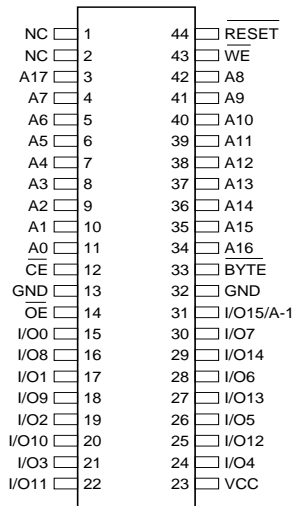 NC 1 44 RESET
NC 2 43 WE
A17 3 42 A8
A7 4 41 A9
A6 5 40 A10
A5 6 39 A11
A4 7 38 A12
A3 8 37 A13
A2 9 36 A14
A1 10 35 A15
A0 11 34 A16
CE 12 33 BYTE
GND 13 32 GND
OE 14 31 I/O15/A-1
I/O0 15 30 I/O7
I/O8 16 29 I/O14
I/O1 17 28 I/O6
I/O9 18 27 I/O13
I/O2 19 26 I/O5
I/O10 20 25 I/O12
I/O3 21 24 I/O4
I/O11 22 23 VCC